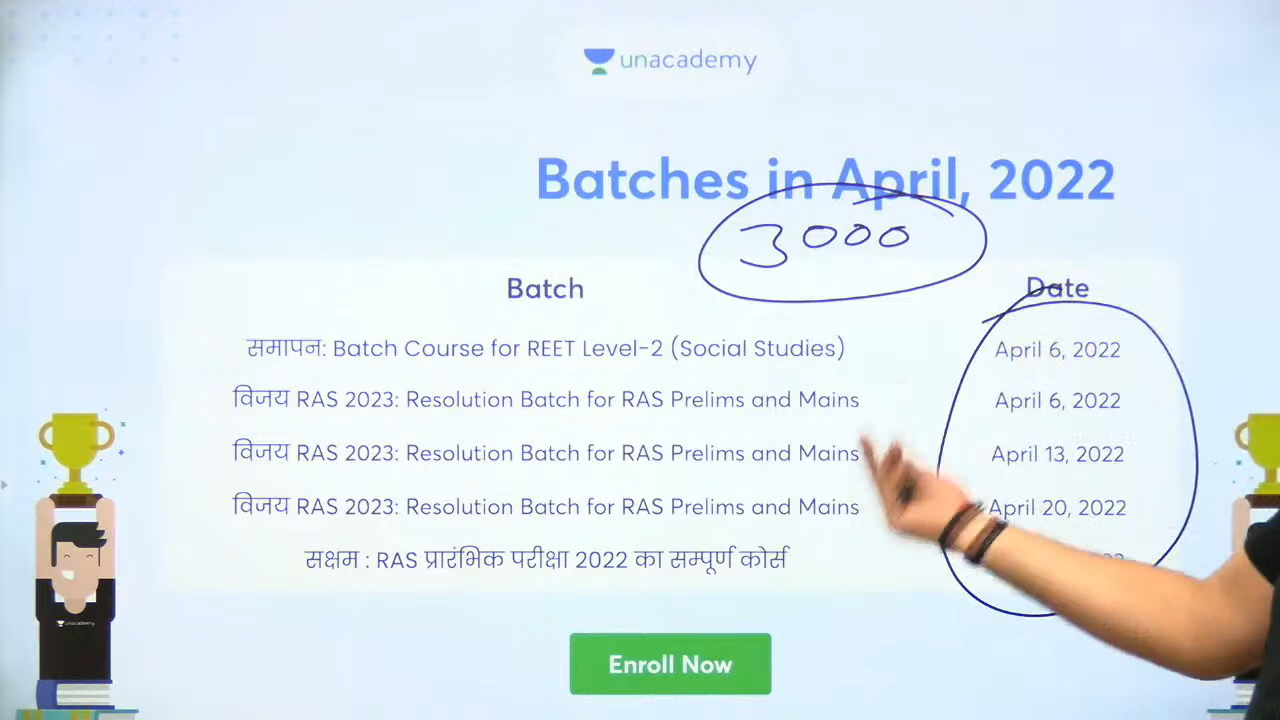 unacademy
Batches in April, 2022
3000
Batch Date
समापन: Batch Course for REET Level-2 (Social Studies) April 6, 2022
विजय RAS 2023: Resolution Batch for RAS Prelims and Mains April 6, 2022
विजय RAS 2023: Resolution Batch for RAS Prelims and Mains April 13, 2022
विजय RAS 2023: Resolution Batch for RAS Prelims and Mains April 20, 2022
सक्षम : RAS प्रारंभिक परीक्षा 2022 का सम्पूर्ण कोर्स
unacademy
Enroll Now